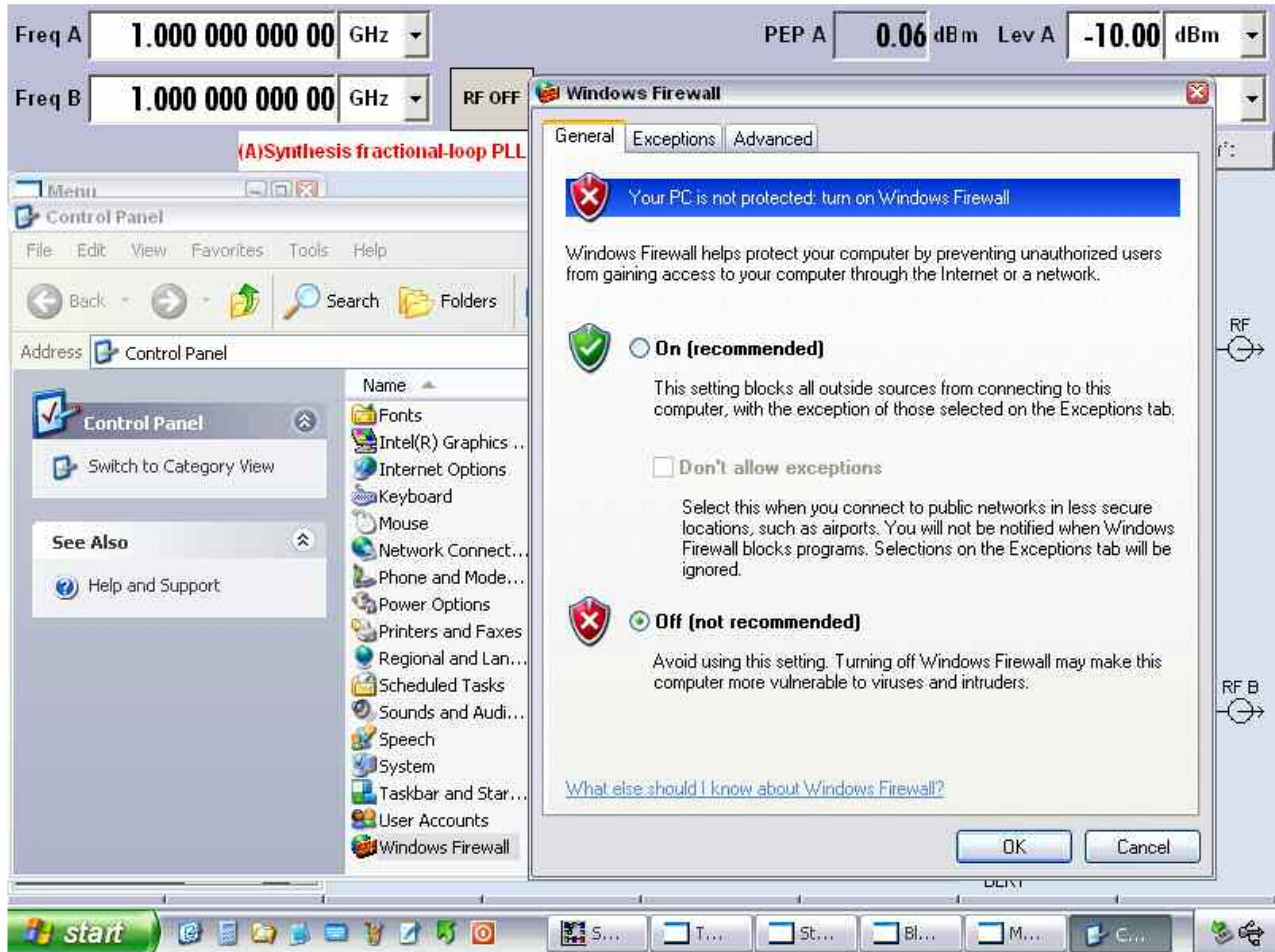 Freq A 1.000 000 000 00 GHz PEP A 0.06 dBm Lev A -10.00 dBm
Freq B 1.000 000 000 00 GHz RF OFF
(A)Synthesis fractional-loop PLL
Menu
Control Panel
File Edit View Favorites Tools Help
Back Search Folders
Address Control Panel
Control Panel
Switch to Category View
See Also
Help and Support
Name
Fonts
Intel(R) Graphics ...
Internet Options
Keyboard
Mouse
Network Connect...
Phone and Mode...
Power Options
Printers and Faxes
Regional and Lan...
Scheduled Tasks
Sounds and Audi...
Speech
System
Taskbar and Star...
User Accounts
Windows Firewall
Windows Firewall
General Exceptions Advanced
Your PC is not protected: turn on Windows Firewall
Windows Firewall helps protect your computer by preventing unauthorized users
from gaining access to your computer through the Internet or a network.
On (recommended)
This setting blocks all outside sources from connecting to this
computer, with the exception of those selected on the Exceptions tab.
Don't allow exceptions
Select this when you connect to public networks in less secure
locations, such as airports. You will not be notified when Windows
Firewall blocks programs. Selections on the Exceptions tab will be
ignored.
Off (not recommended)
Avoid using this setting. Turning off Windows Firewall may make this
computer more vulnerable to viruses and intruders.
What else should I know about Windows Firewall?
OK Cancel
RF
RF B
start S... T... St... Bl... M... C...